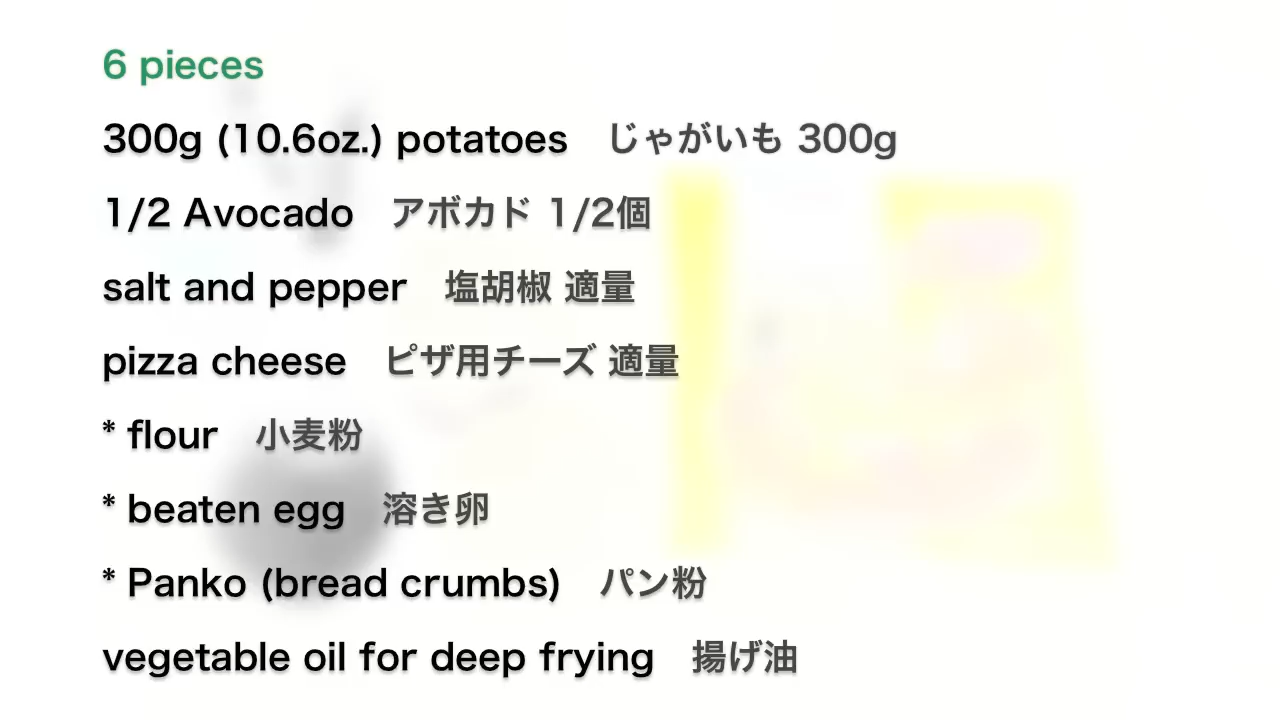 6 pieces
300g (10.6oz.) potatoes じゃがいも 300g
1/2 Avocado アボカド 1/2個
salt and pepper 塩胡椒 適量
pizza cheese ピザ用チーズ 適量
* flour 小麦粉
* beaten egg 溶き卵
* Panko (bread crumbs) パン粉
vegetable oil for deep frying 揚げ油